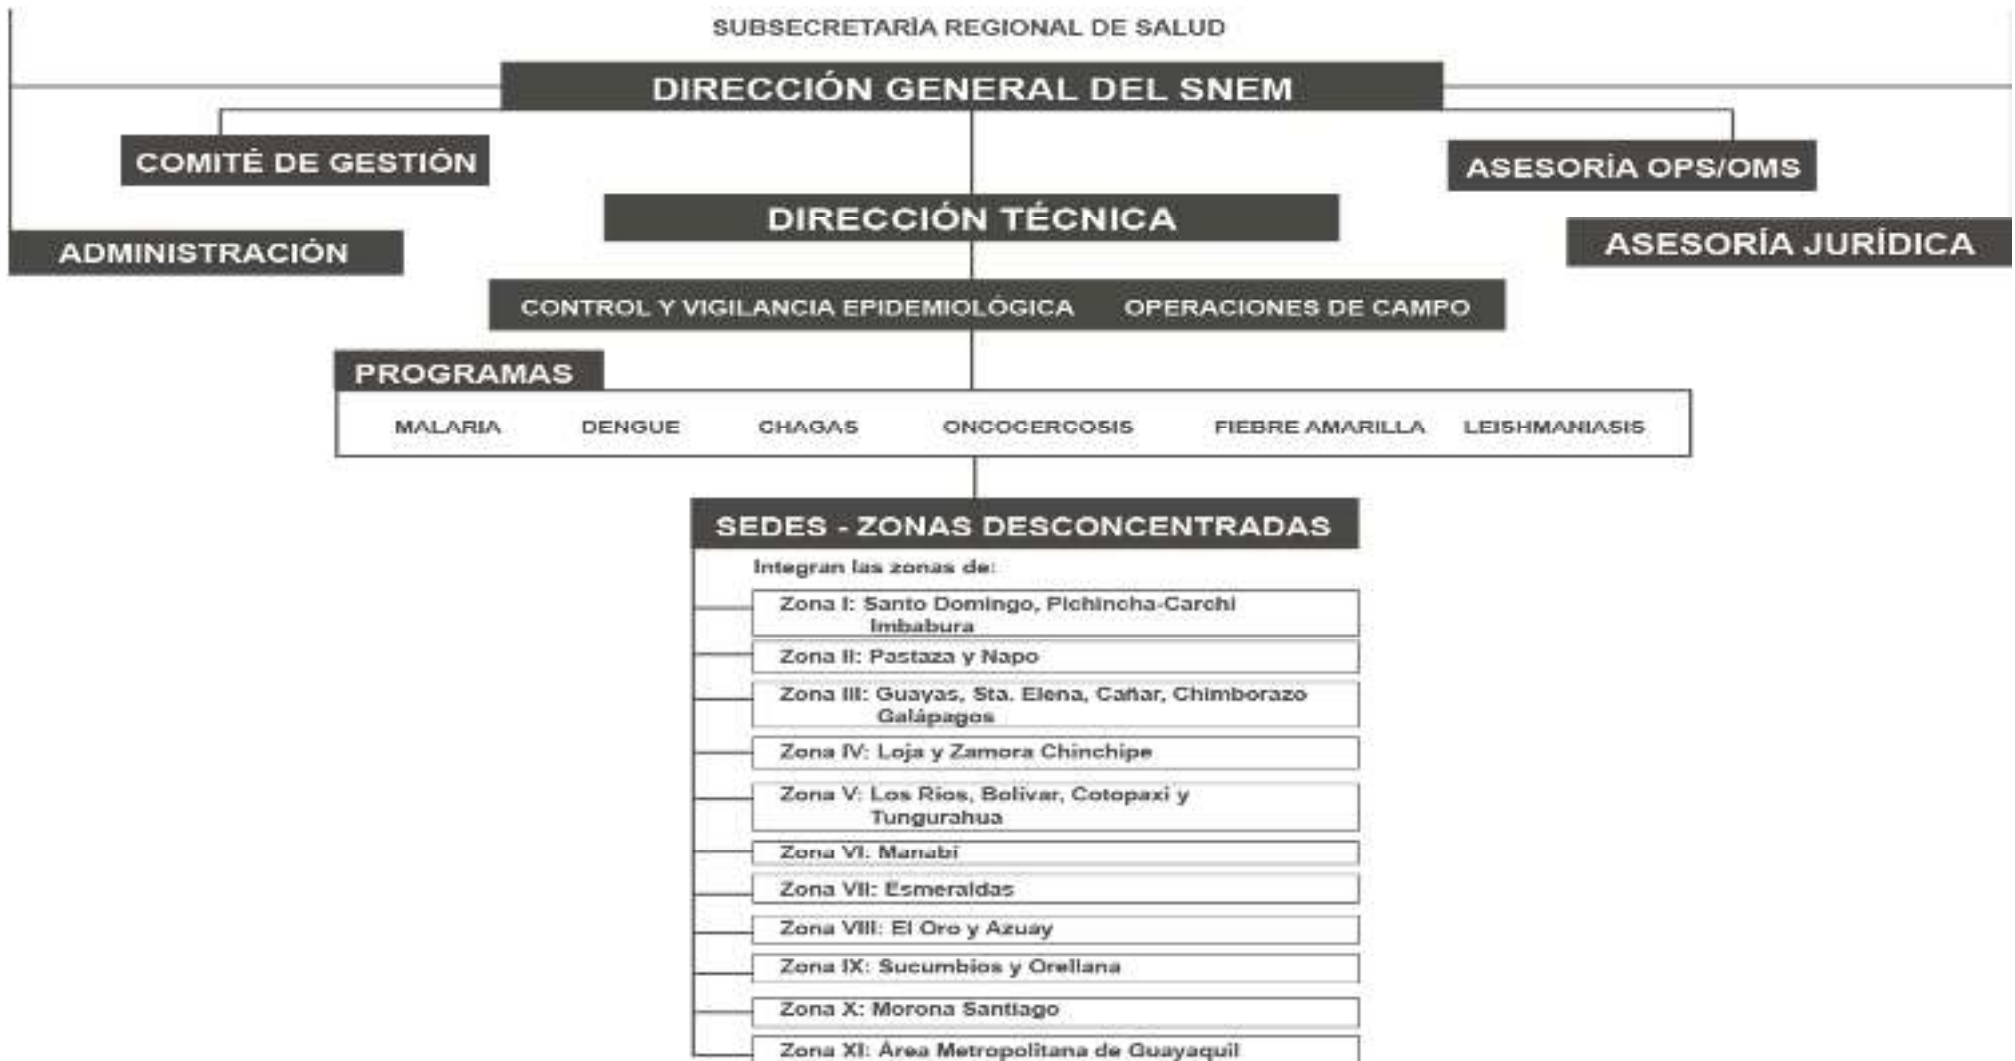 SUBSECRETARÌA REGIONAL DE SALUD
DIRECCIÓN GENERAL DEL SNEM
COMITÉ DE GESTIÓN
ASESORÍA OPS/OMS
DIRECCIÓN TÉCNICA
ADMINISTRACIÓN
ASESORÍA JURÍDICA
CONTROL Y VIGILANCIA EPIDEMIOLÓGICA OPERACIONES DE CAMPO
PROGRAMAS
MALARIA DENGUE CHAGAS ONCOCERCOSIS FIEBRE AMARILLA LEISHMANIASIS
SEDES - ZONAS DESCONCENTRADAS
Integran las zonas de:
Zona I: Santo Domingo, Pichincha-Carchi
Imbabura
Zona II: Pastaza y Napo
Zona III: Guayas, Sta. Elena, Cañar, Chimborazo
Galápagos
Zona IV: Loja y Zamora Chinchipe
Zona V: Los Rios, Bolivar, Cotopaxi y
Tungurahua
Zona VI. Manabí
Zona VII: Esmeraldas
Zona VIII: El Oro y Azuay
Zona IX: Sucumbios y Orellana
Zona X: Morona Santiago
Zona XI: Área Metropolitana de Guayaquil